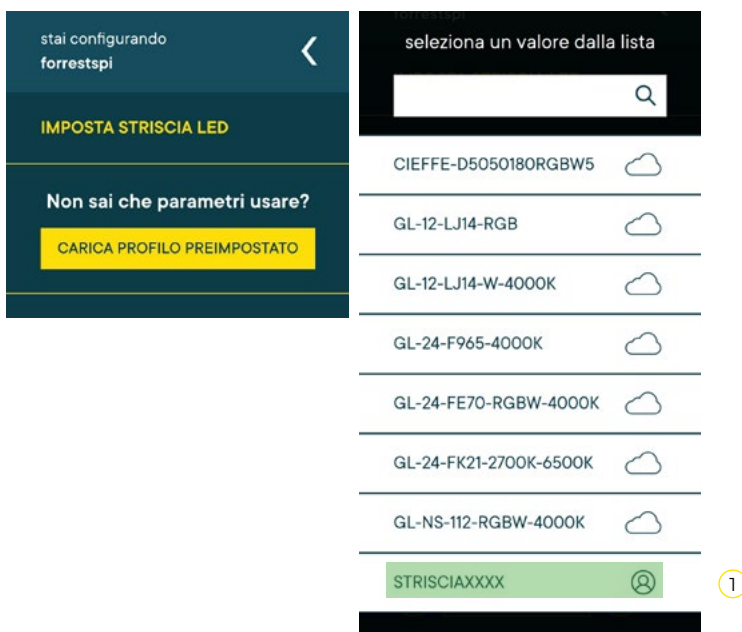 stai configurando
forrestspi
IMPOSTA STRISCIA LED
Non sai che parametri usare?
CARICA PROFILO PREIMPOSTATO
forrestspi
seleziona un valore dalla lista
CIEFFE-D5050180RGBW5
GL-12-LJ14-RGB
GL-12-LJ14-W-4000K
GL-24-F965-4000K
GL-24-FE70-RGBW-4000K
GL-24-FK21-2700K-6500K
GL-NS-112-RGBW-4000K
STRISCIAXXXX
1